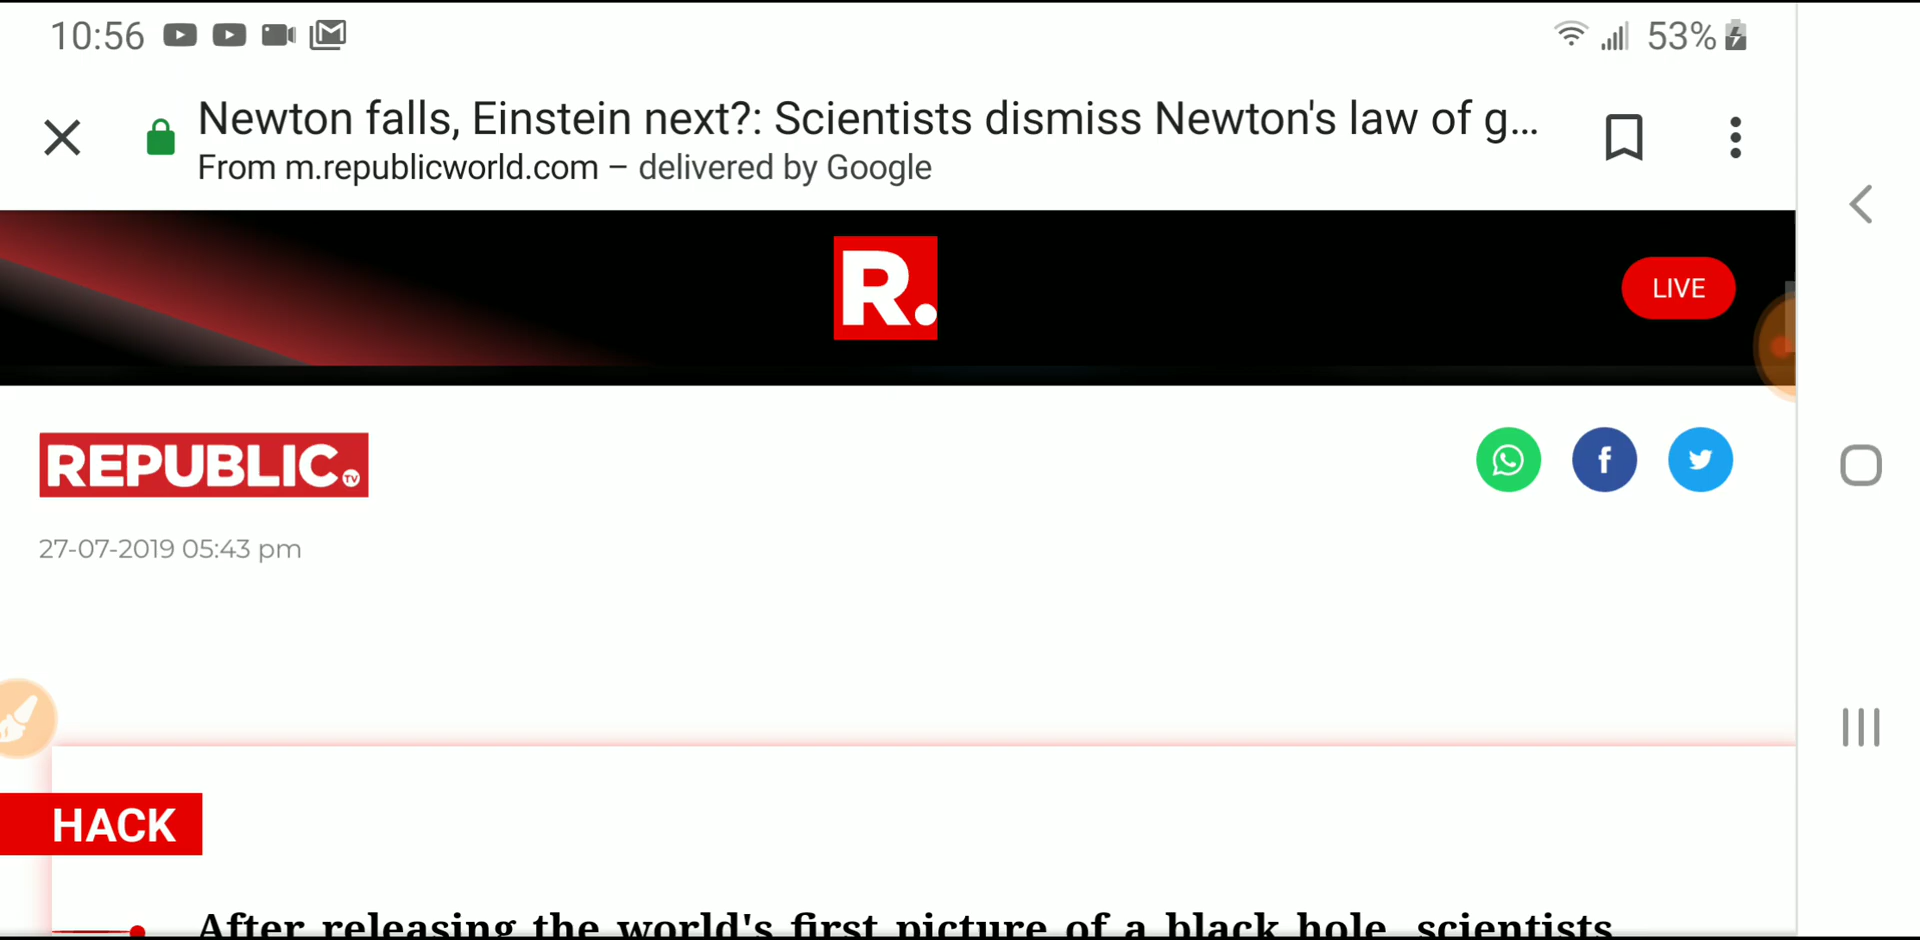 10:56 53%
Newton falls, Einstein next?: Scientists dismiss Newton's law of g...
From m.republicworld.com – delivered by Google
R.
LIVE
REPUBLIC.TV
27-07-2019 05:43 pm
HACK
After releasing the world's first picture of a black hole, scientists